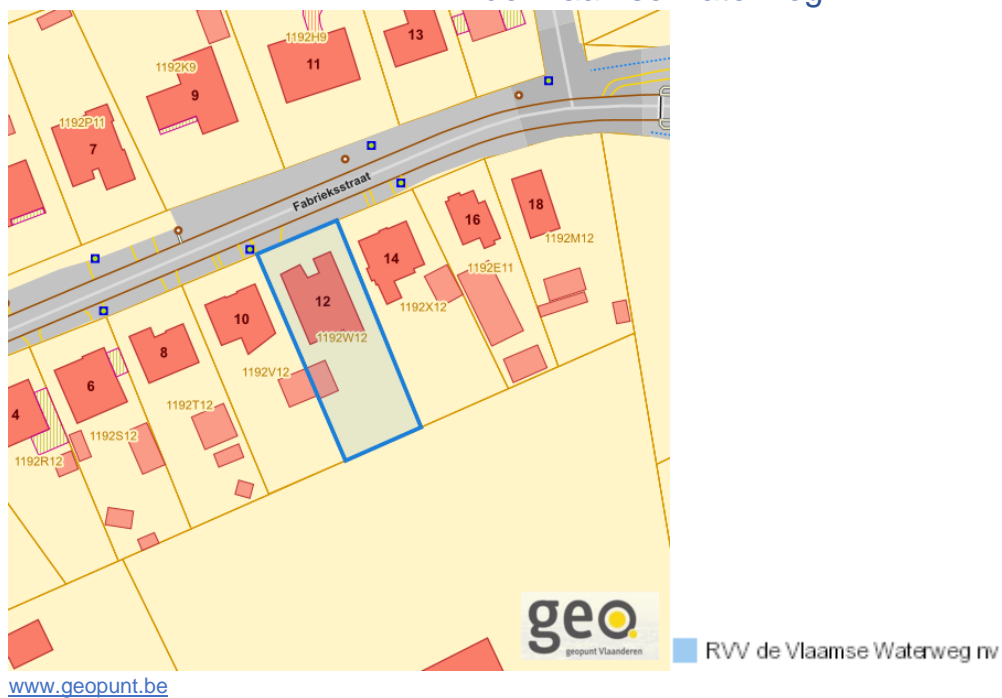 1192H9
13
11
1192K9
9
1192P11
7
Fabrieksstraat
18
16
1192M12
14
1192E11
12
1192X12
10
1192W12
8
1192V12
6
1192T12
4
1192S12
1192R12
geo
geopunt Vlaanderen
RVV de Vlaamse Waterweg nv
www.geopunt.be